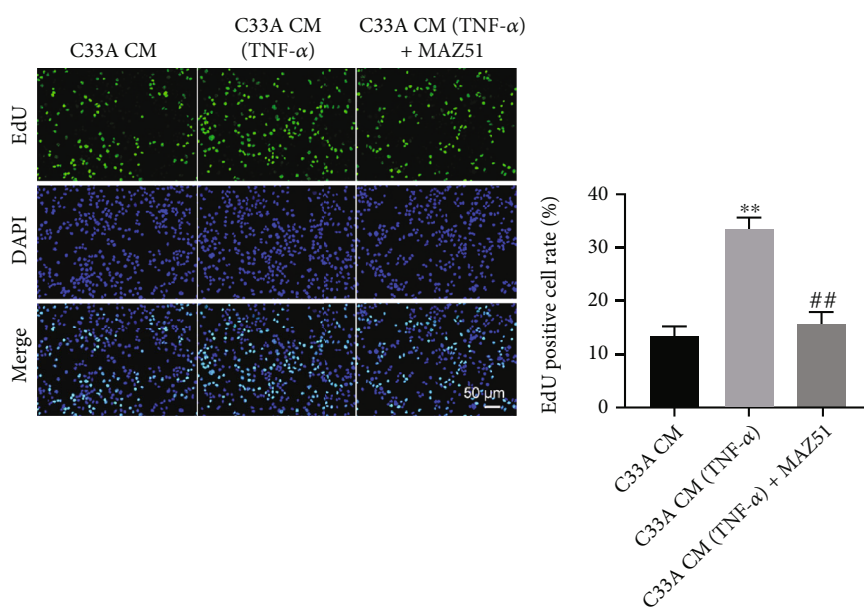 C33A CM
C33A CM
(TNF-α)
C33A CM (TNF-α)
+ MAZ51
EdU
DAPI
Merge
50 μm
EdU positive cell rate (%)
40
30
20
10
0
**
##
C33A CM
C33A CM (TNF-α)
C33A CM (TNF-α) + MAZ51